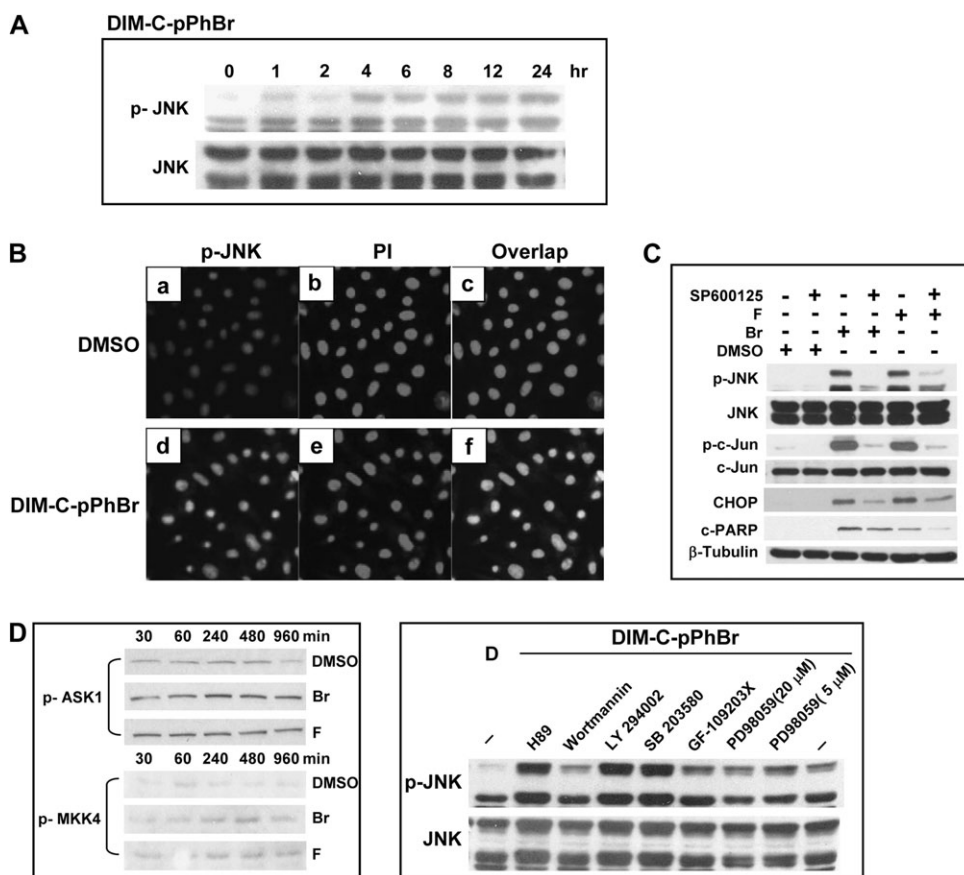 A
DIM-C-pPhBr
0 1 2 4 6 8 12 24 hr
p- JNK
JNK
B
p-JNK PI Overlap
a b c
DMSO
d e f
DIM-C-pPhBr
C
SP600125 - + - + - +
F - - - - + +
Br - - + + - -
DMSO + + - - - -
p-JNK
JNK
p-c-Jun
c-Jun
CHOP
c-PARP
β-Tubulin
D
30 60 240 480 960 min
DMSO
p- ASK1
Br
F
30 60 240 480 960 min
DMSO
p- MKK4
Br
F
DIM-C-pPhBr
D
– H89 Wortmannin LY 294002 SB 203580 GF-109203X PD98059(20 μM) PD98059( 5 μM) –
p-JNK
JNK